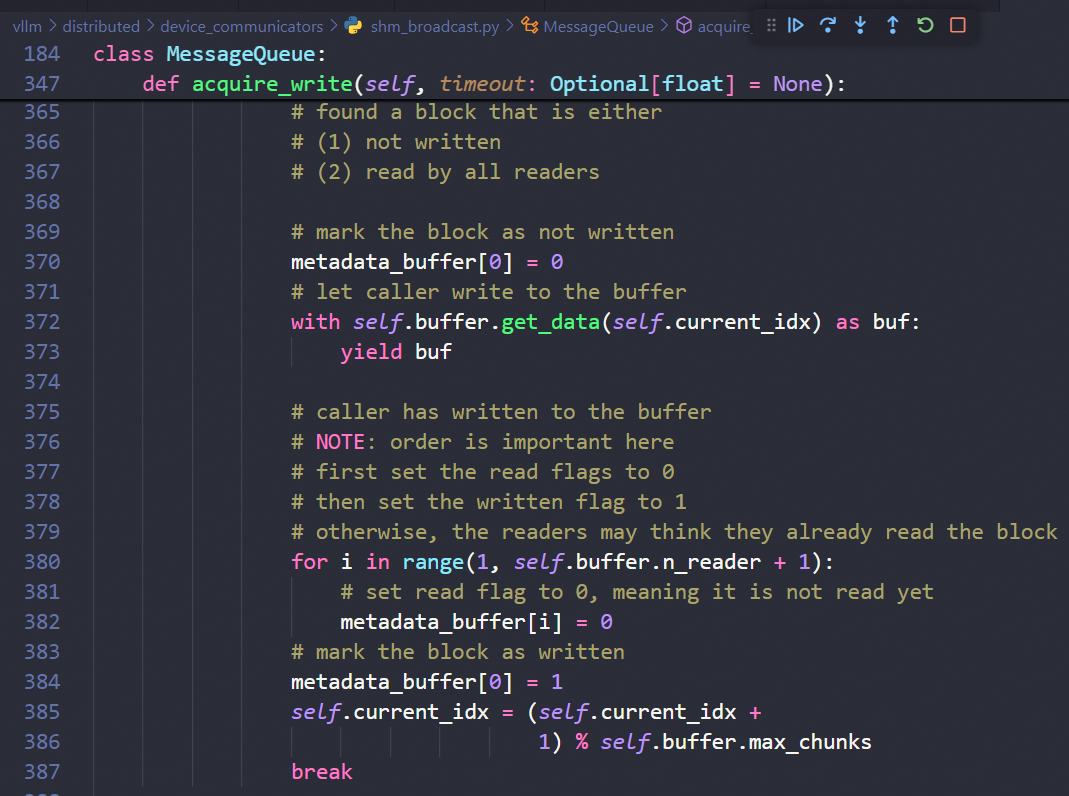 vllm > distributed > device_communicators > shm_broadcast.py > MessageQueue > acquire_
184 class MessageQueue:
347 def acquire_write(self, timeout: Optional[float] = None):
365 # found a block that is either
366 # (1) not written
367 # (2) read by all readers
368
369 # mark the block as not written
370 metadata_buffer[0] = 0
371 # let caller write to the buffer
372 with self.buffer.get_data(self.current_idx) as buf:
373 yield buf
374
375 # caller has written to the buffer
376 # NOTE: order is important here
377 # first set the read flags to 0
378 # then set the written flag to 1
379 # otherwise, the readers may think they already read the block
380 for i in range(1, self.buffer.n_reader + 1):
381 # set read flag to 0, meaning it is not read yet
382 metadata_buffer[i] = 0
383 # mark the block as written
384 metadata_buffer[0] = 1
385 self.current_idx = (self.current_idx +
386 1) % self.buffer.max_chunks
387 break